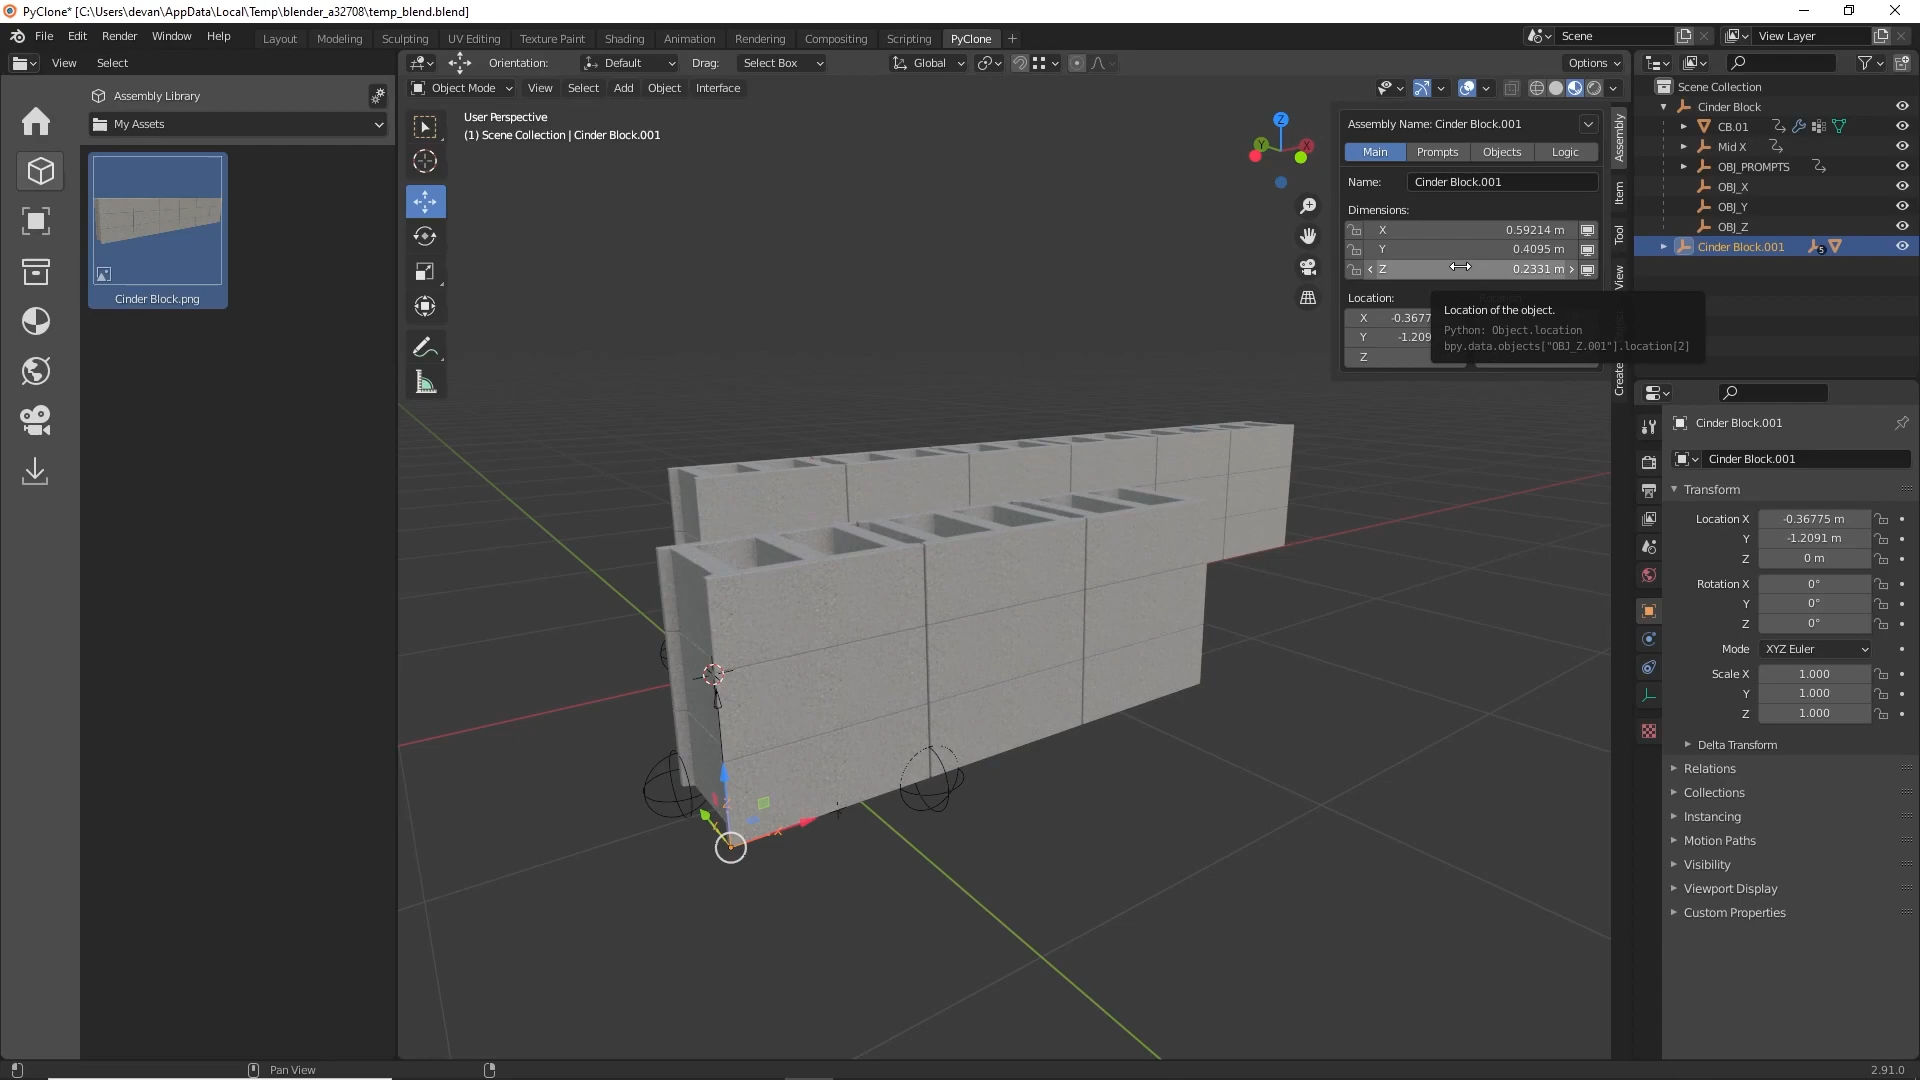 PyClone* [C:\Users\devan\AppData\Local\Temp\blender_a32708\temp_blend.blend]
File Edit Render Window Help
Layout Modeling Sculpting UV Editing Texture Paint Shading Animation Rendering Compositing Scripting PyClone
Scene View Layer
View Select
Orientation: Default Drag: Select Box Global Options
Object Mode View Select Add Object Interface
Assembly Library
My Assets
Cinder Block.png
User Perspective
(1) Scene Collection | Cinder Block.001
Z
Y
X
Assembly Name: Cinder Block.001
Main Prompts Objects Logic
Name: Cinder Block.001
Dimensions:
X 0.59214 m
Y 0.4095 m
Z 0.2331 m
Location:
X -0.3677
Y -1.209
Z
Location of the object.
Python: Object.location
bpy.data.objects["OBJ_Z.001"].location[2]
Assembly
Item
Tool
View
Create
Scene Collection
Cinder Block
CB.01
Mid X
OBJ_PROMPTS
OBJ_X
OBJ_Y
OBJ_Z
Cinder Block.001 5
Cinder Block.001
Cinder Block.001
Transform
Location X -0.36775 m
Y -1.2091 m
Z 0 m
Rotation X 0°
Y 0°
Z 0°
Mode XYZ Euler
Scale X 1.000
Y 1.000
Z 1.000
Delta Transform
Relations
Collections
Instancing
Motion Paths
Visibility
Viewport Display
Custom Properties
Z
X
Pan View
2.91.0